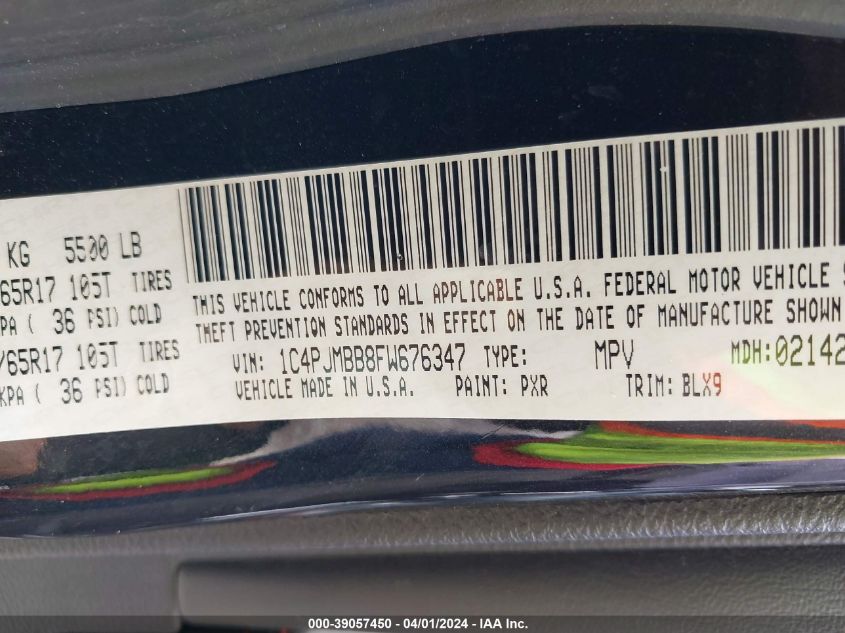 KG 5500 LB
65R17 105T TIRES
KPA ( 36 PSI) COLD
/65R17 105T TIRES
KPA ( 36 PSI) COLD
THIS VEHICLE CONFORMS TO ALL APPLICABLE U.S.A. FEDERAL MOTOR VEHICLE
THEFT PREVENTION STANDARDS IN EFFECT ON THE DATE OF MANUFACTURE SHOWN
VIN: 1C4PJMBB8FW676347 TYPE: MPV MDH:02142
VEHICLE MADE IN U.S.A. PAINT: PXR TRIM: BLX9
000-39057450 - 04/01/2024 - IAA Inc.